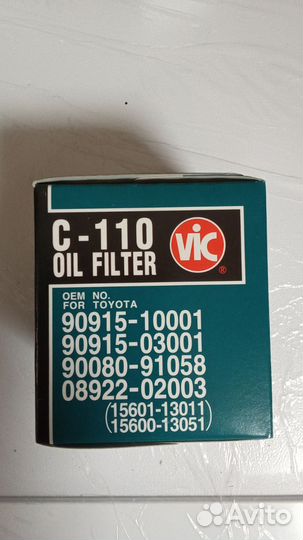 C-110
OIL FILTER
VIC
®
OEM NO.
FOR TOYOTA
90915-10001
90915-03001
90080-91058
08922-02003
(15601-13011
15600-13051)
Avito